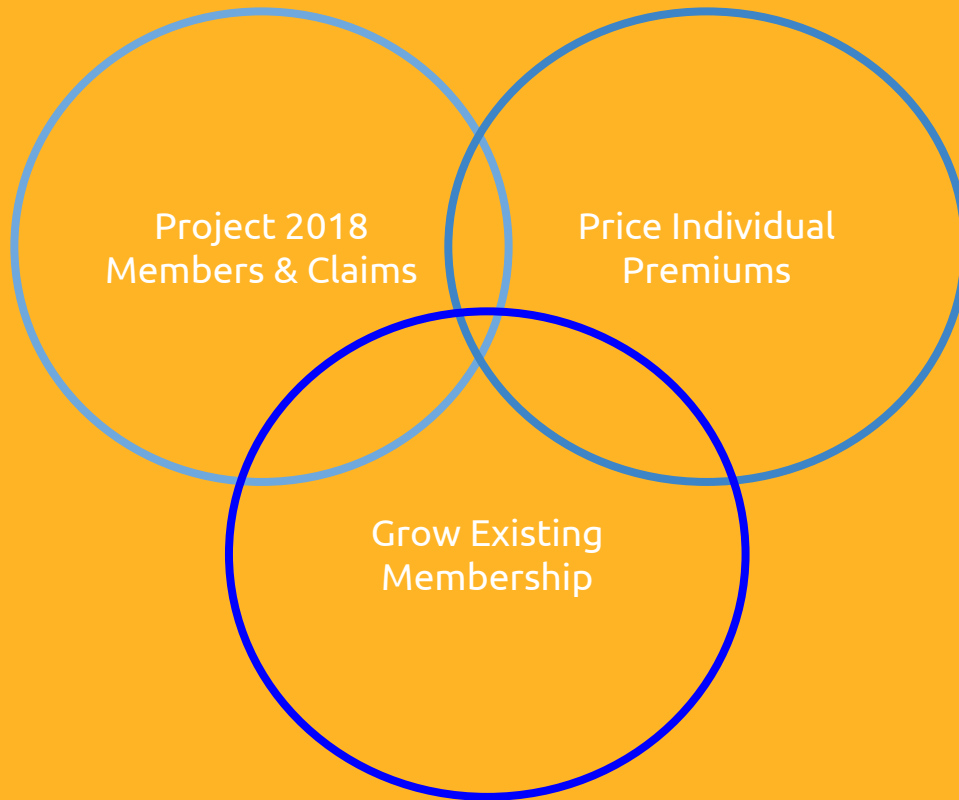 Project 2018
Members & Claims
Price Individual
Premiums
Grow Existing
Membership